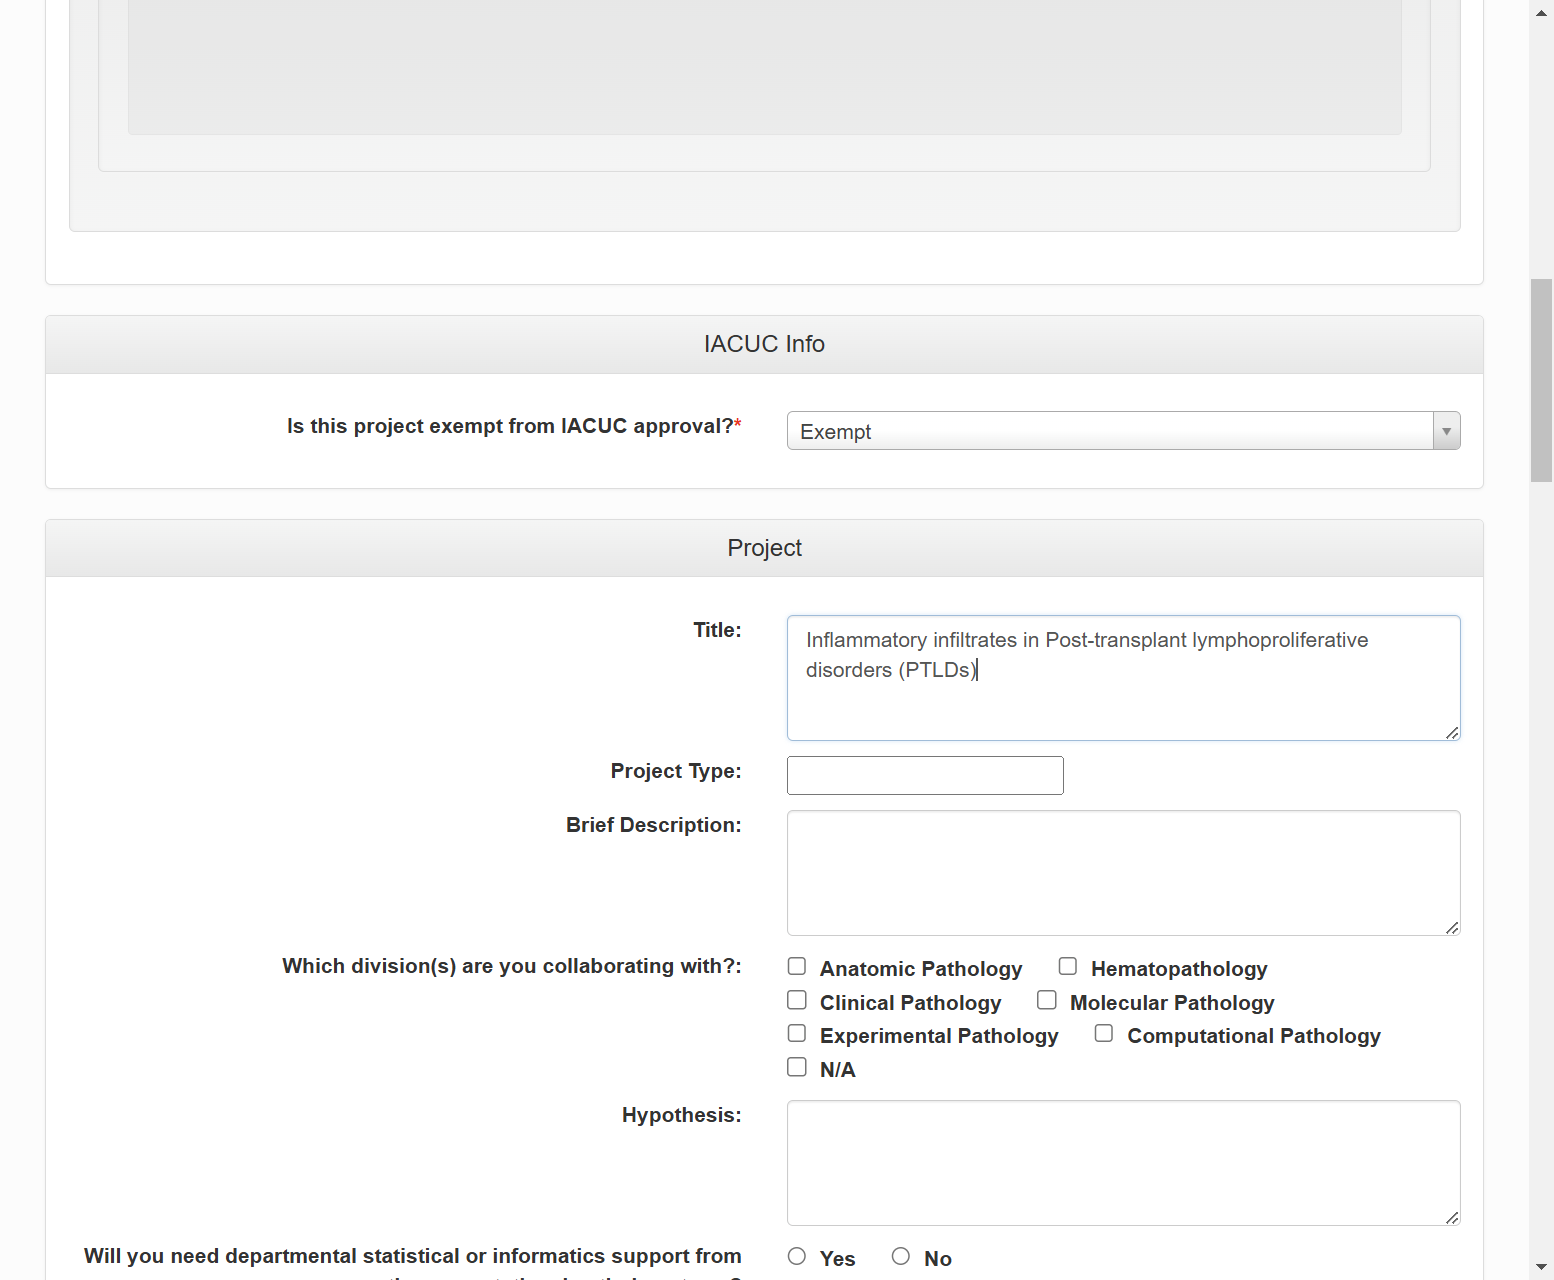 IACUC Info
Is this project exempt from IACUC approval?*
Exempt
Project
Title:
Inflammatory infiltrates in Post-transplant lymphoproliferative
disorders (PTLDs)
Project Type:
Brief Description:
Which division(s) are you collaborating with?:
Anatomic Pathology Hematopathology
Clinical Pathology Molecular Pathology
Experimental Pathology Computational Pathology
N/A
Hypothesis:
Will you need departmental statistical or informatics support from
Yes No